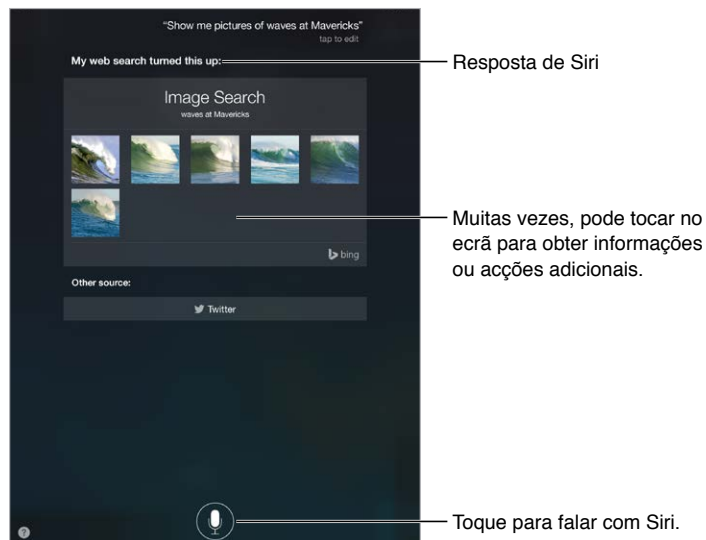 “Show me pictures of waves at Mavericks”
tap to edit
My web search turned this up:
Resposta de Siri
Image Search
waves at Mavericks
Muitas vezes, pode tocar no
ecrã para obter informações
ou acções adicionais.
bing
Other source:
Twitter
Toque para falar com Siri.
?